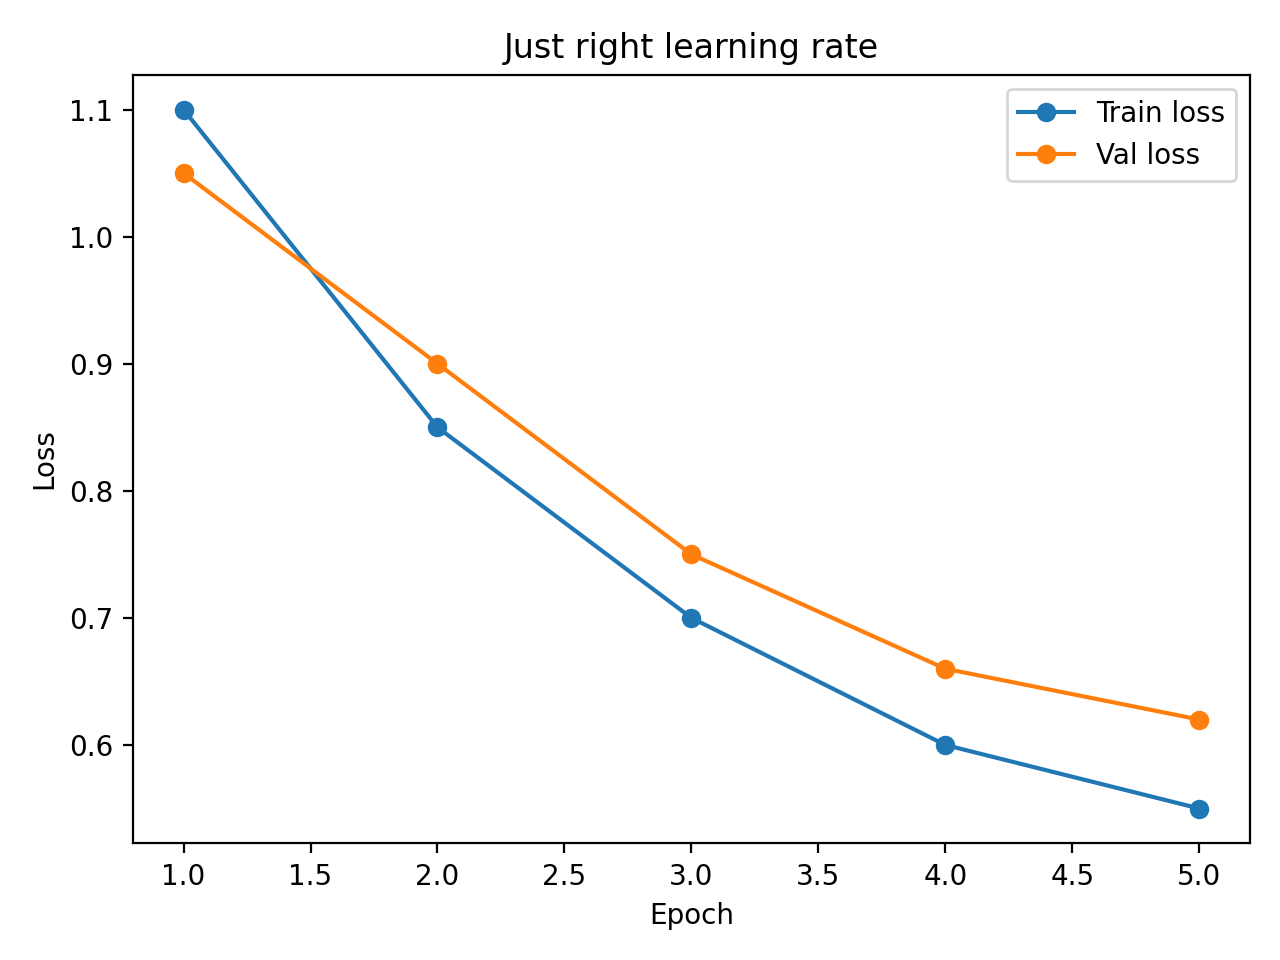 Just right learning rate
Train loss
Val loss
1.1
1.0
0.9
0.8
0.7
0.6
Loss
1.0 1.5 2.0 2.5 3.0 3.5 4.0 4.5 5.0
Epoch